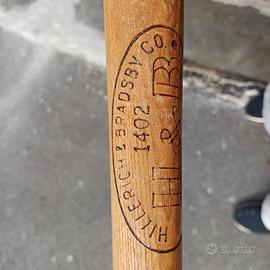 HILLERICH & BRADSBY CO.
1402
H & B
subito